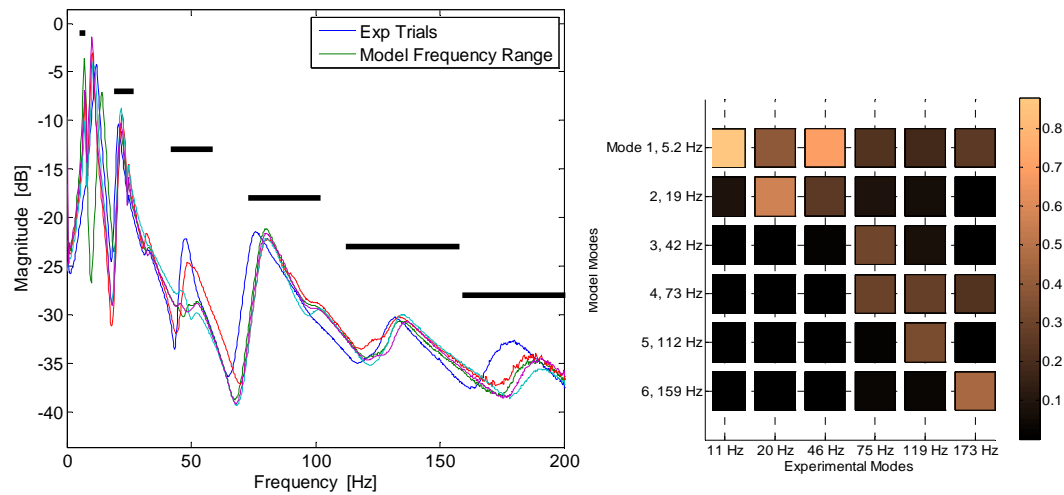 Exp Trials
Model Frequency Range
Magnitude [dB]
0
-5
-10
-15
-20
-25
-30
-35
-40
0
50
100
150
200
Frequency [Hz]
Model Modes
Mode 1, 5.2 Hz
2, 19 Hz
3, 42 Hz
4, 73 Hz
5, 112 Hz
6, 159 Hz
11 Hz
20 Hz
46 Hz
75 Hz
119 Hz
173 Hz
Experimental Modes
0.8
0.7
0.6
0.5
0.4
0.3
0.2
0.1